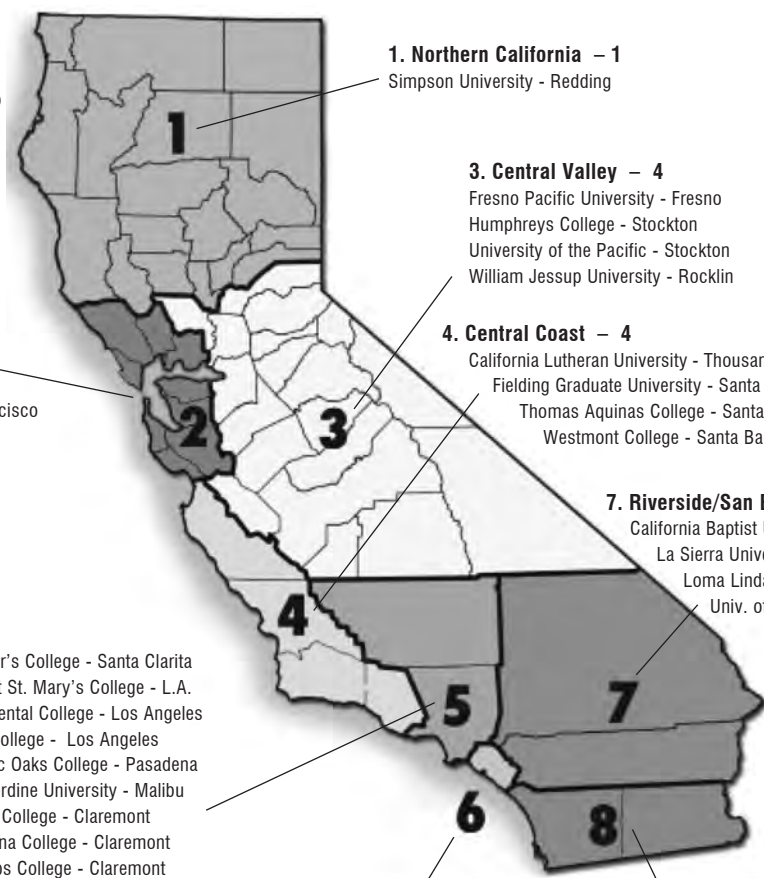 1. Northern California – 1
Simpson University - Redding
1
3. Central Valley – 4
Fresno Pacific University - Fresno
Humphreys College - Stockton
University of the Pacific - Stockton
William Jessup University - Rocklin
4. Central Coast – 4
California Lutheran University - Thousan
Fielding Graduate University - Santa
Thomas Aquinas College - Santa
Westmont College - Santa Ba
cisco
2
3
7. Riverside/San
California Baptist
La Sierra Unive
Loma Linda
Univ. o
4
r's College - Santa Clarita
t St. Mary's College - L.A.
ental College - Los Angeles
ollege - Los Angeles
c Oaks College - Pasadena
rdine University - Malibu
College - Claremont
na College - Claremont
ps College - Claremont
5
7
6
8